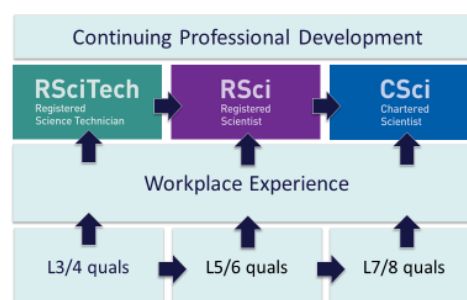 Continuing Professional Development
RSciTech
Registered
Science Technician
RSci
Registered
Scientist
CSci
Chartered
Scientist
Workplace Experience
L3/4 quals
L5/6 quals
L7/8 quals